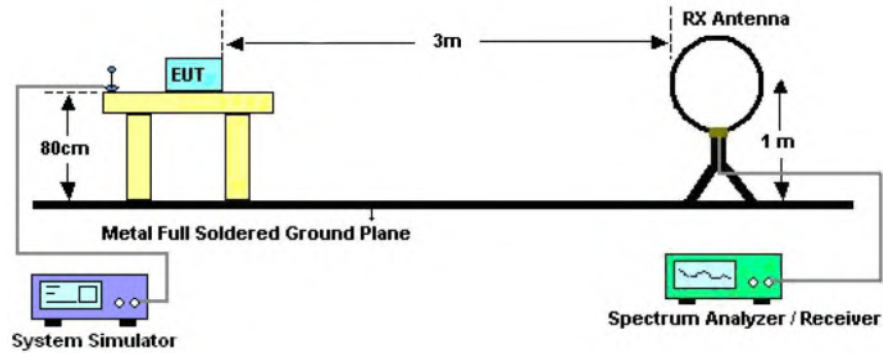 RX Antenna
3m
EUT
80cm
1 m
Metal Full Soldered Ground Plane
System Simulator
Spectrum Analyzer / Receiver